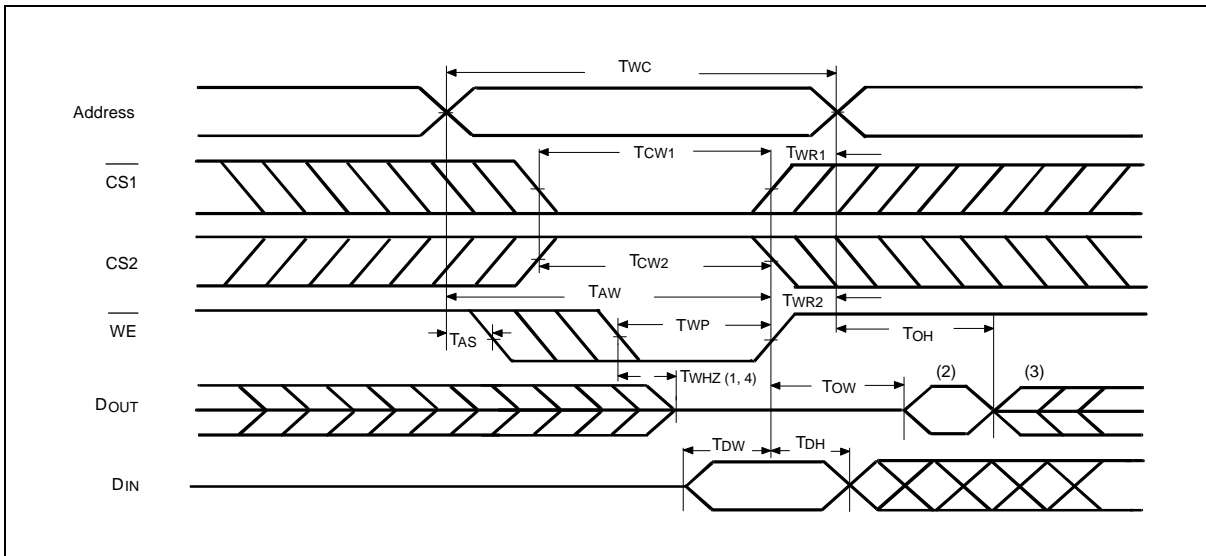 TWC
Address
TCW1
TWR1
CS1
CS2
TCW2
TAW
TWR2
WE
TAS
TWP
TOH
TWHZ (1, 4)
TOW
(2)
(3)
DOUT
TDW
TDH
DIN